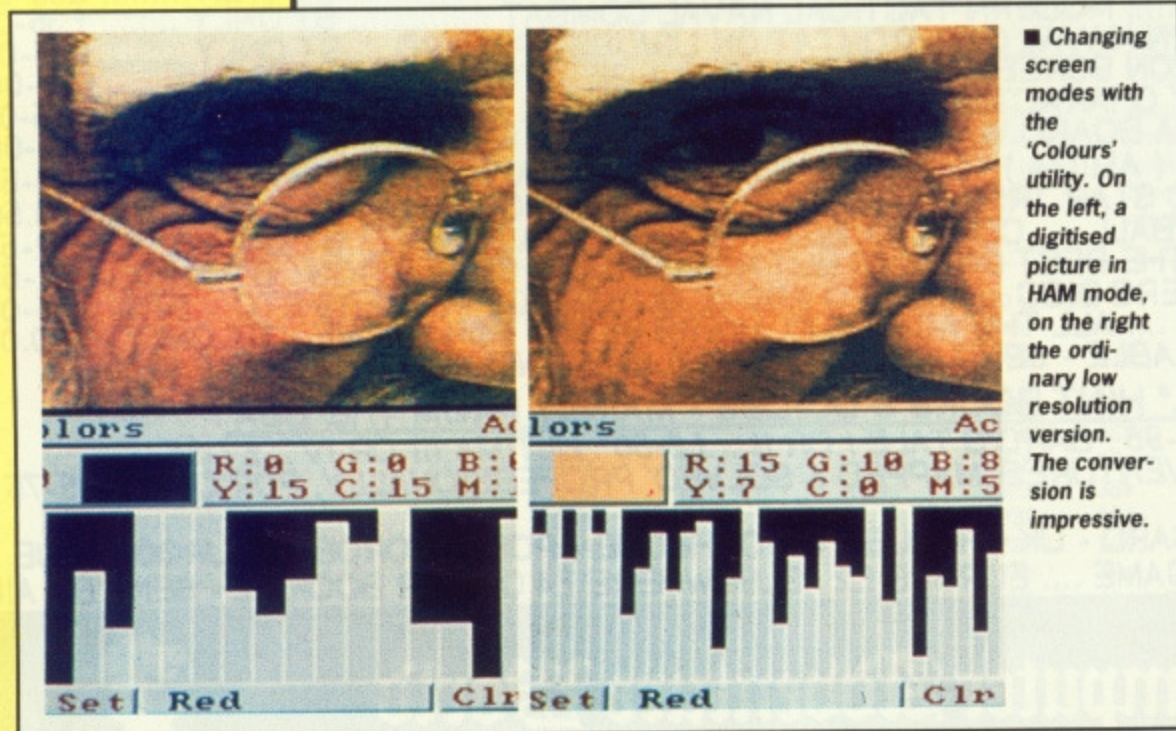 ■ Changing
screen
modes with
the
'Colours'
utility. On
the left, a
digitised
picture in
HAM mode,
on the right
the ordi-
nary low
resolution
version.
The conver-
sion is
impressive.
lors Ac
R:0 G:0 B:
Y:15 C:15 M:
Set Red Clr
lors Ac
R:15 G:10 B:8
Y:7 C:0 M:5
Set Red Clr